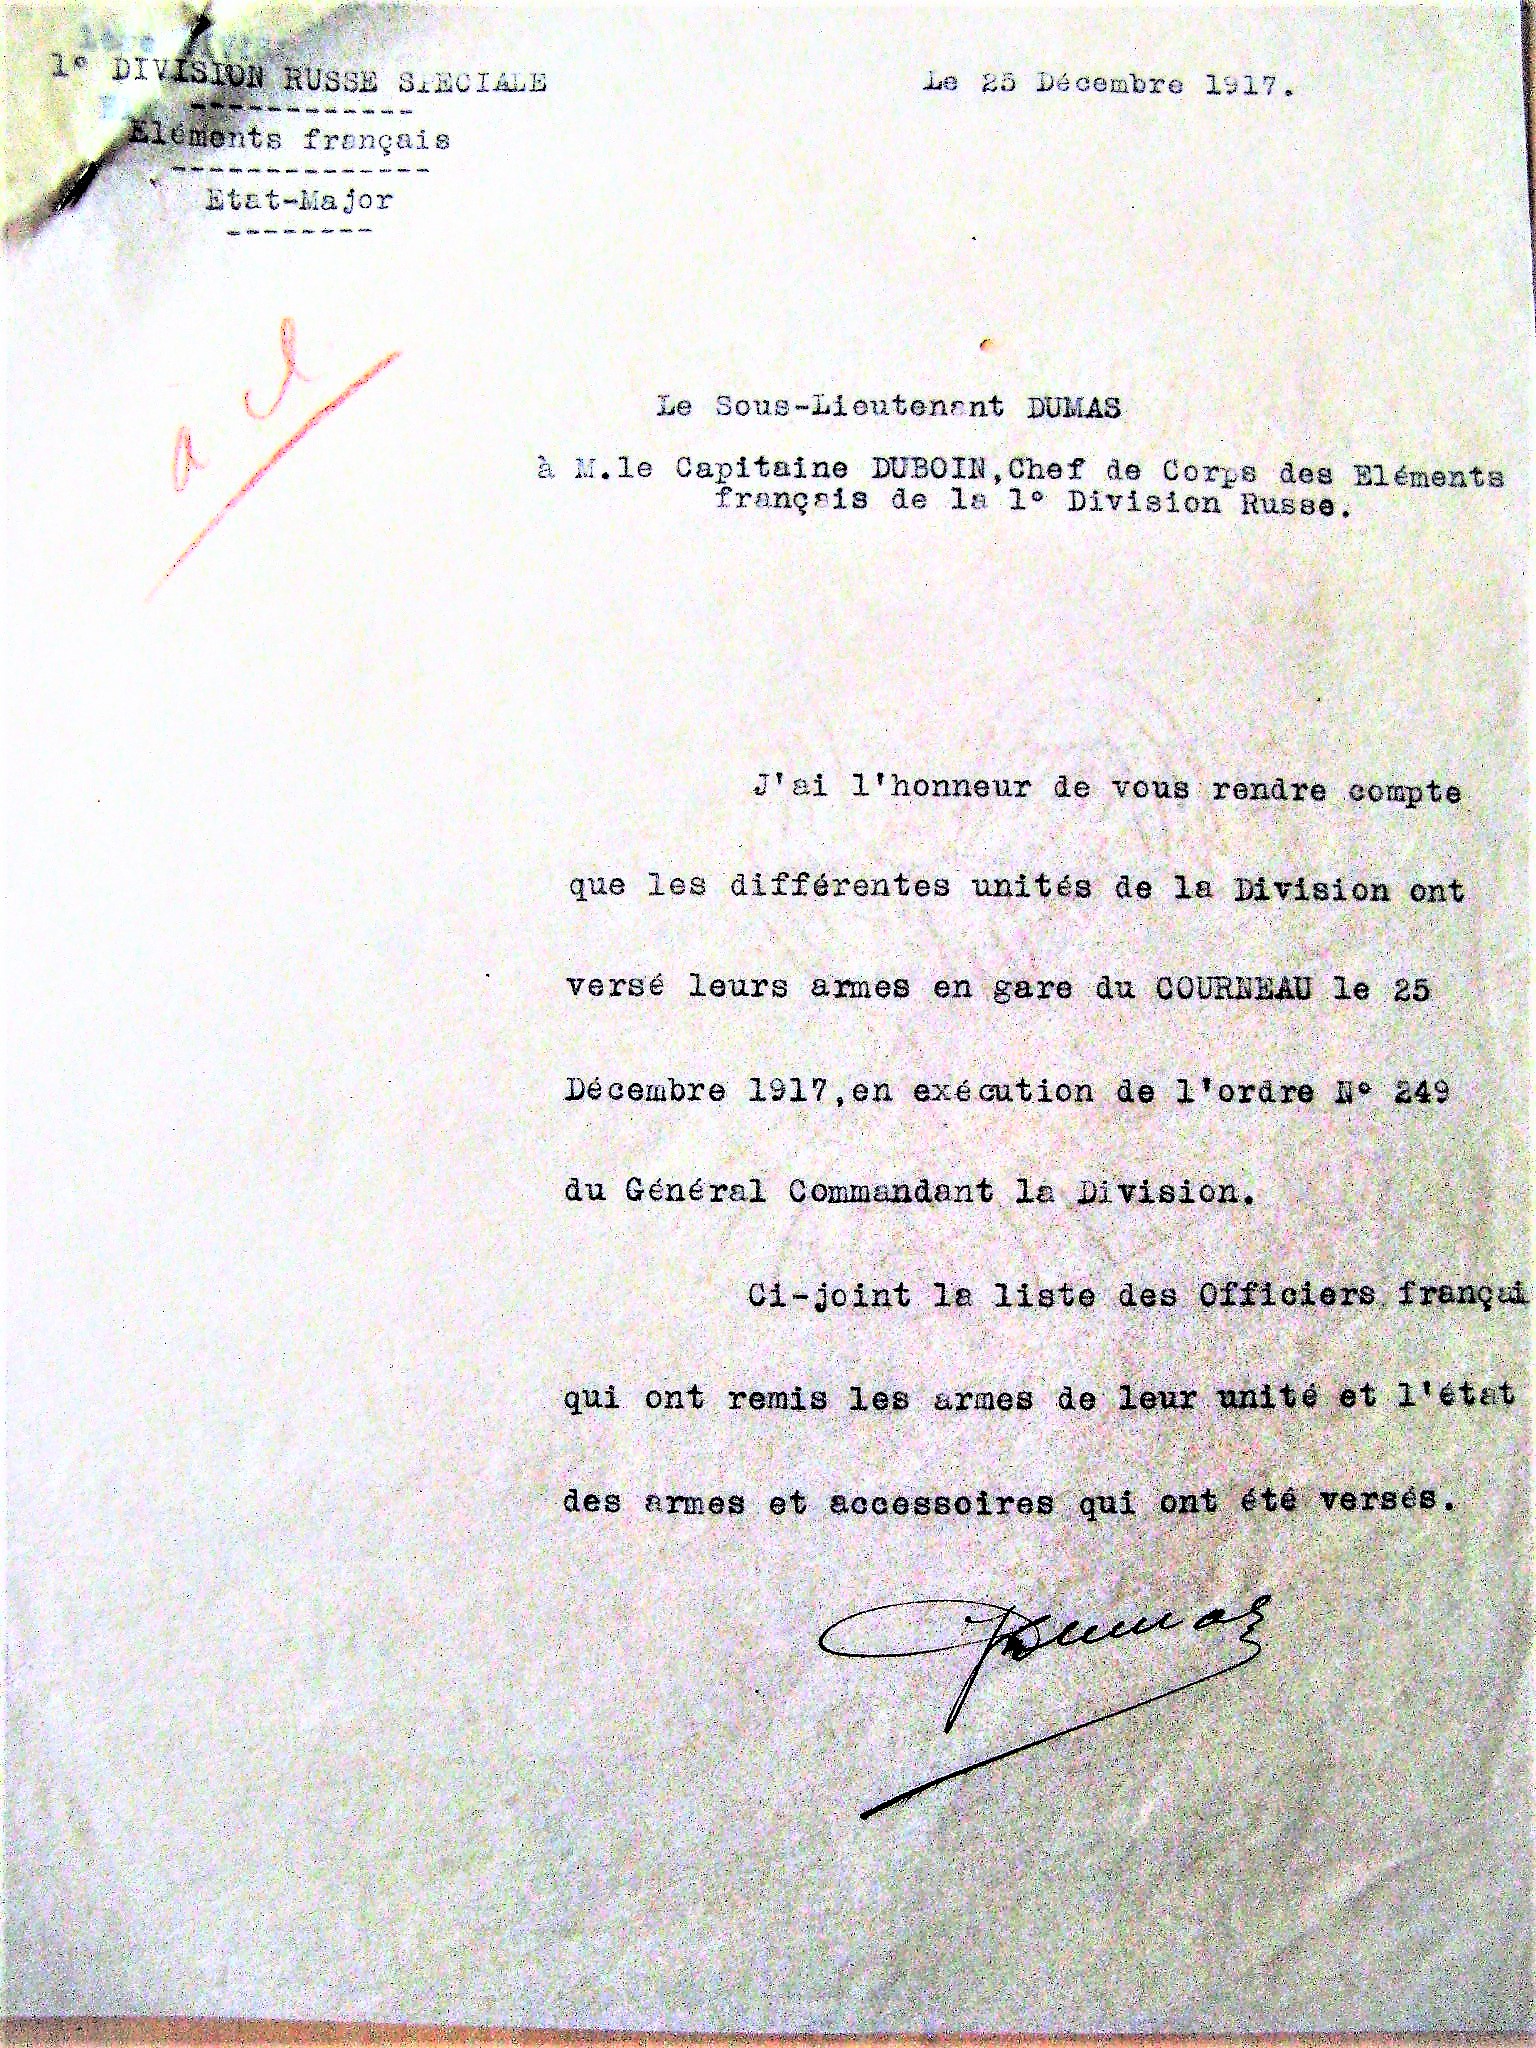 1° DIVISION RUSSE SPECIALE
------------
Eléments français
--------------
Etat-Major
--------
Le 25 Décembre 1917.
Le Sous-Lieutenant DUMAS
à M.le Capitaine DUBOIN,Chef de Corps des Eléments
français de la 1° Division Russe.
J'ai l'honneur de vous rendre compte
que les différentes unités de la Division ont
versé leurs armes en gare du COURNEAU le 25
Décembre 1917,en exécution de l'ordre N° 249
du Général Commandant la Division.
Ci-joint la liste des Officiers françai
qui ont remis les armes de leur unité et l'état
des armes et accessoires qui ont été versés.
Dumas